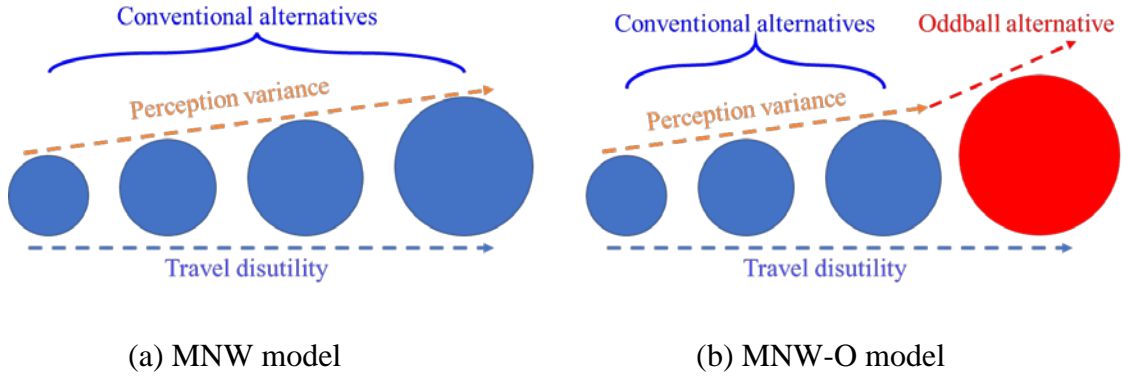 Conventional alternatives
Perception variance
Travel disutility
(a) MNW model
Oddball alternative
Conventional alternatives
Perception variance
Travel disutility
(b) MNW-O model